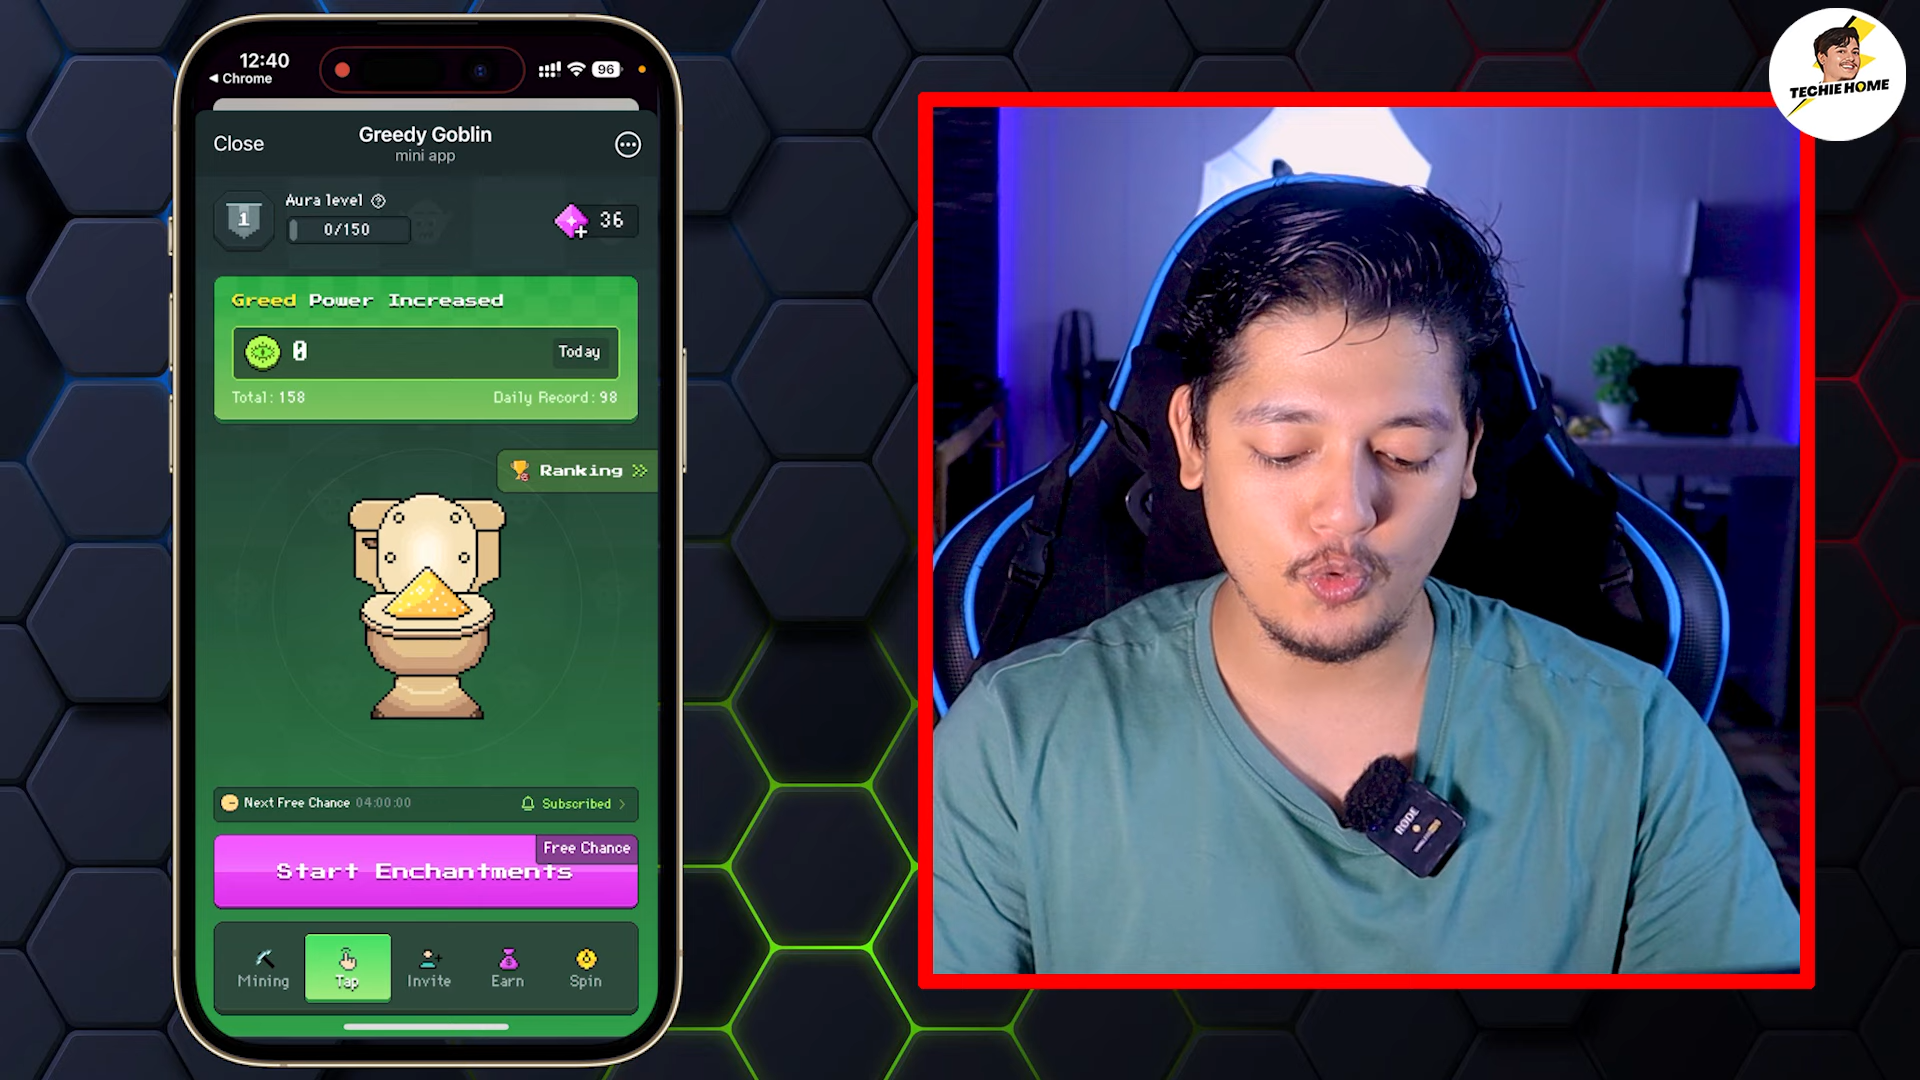 12:40
96
◀ Chrome
Close
Greedy Goblin
mini app
1
Aura level
0/150
36
Greed Power Increased
0
Today
Total: 158
Daily Record: 98
Ranking
Next Free Chance 04:00:00
Subscribed
Free Chance
Start Enchantments
Mining
Tap
Invite
Earn
Spin
TECHIE HOME
RODE